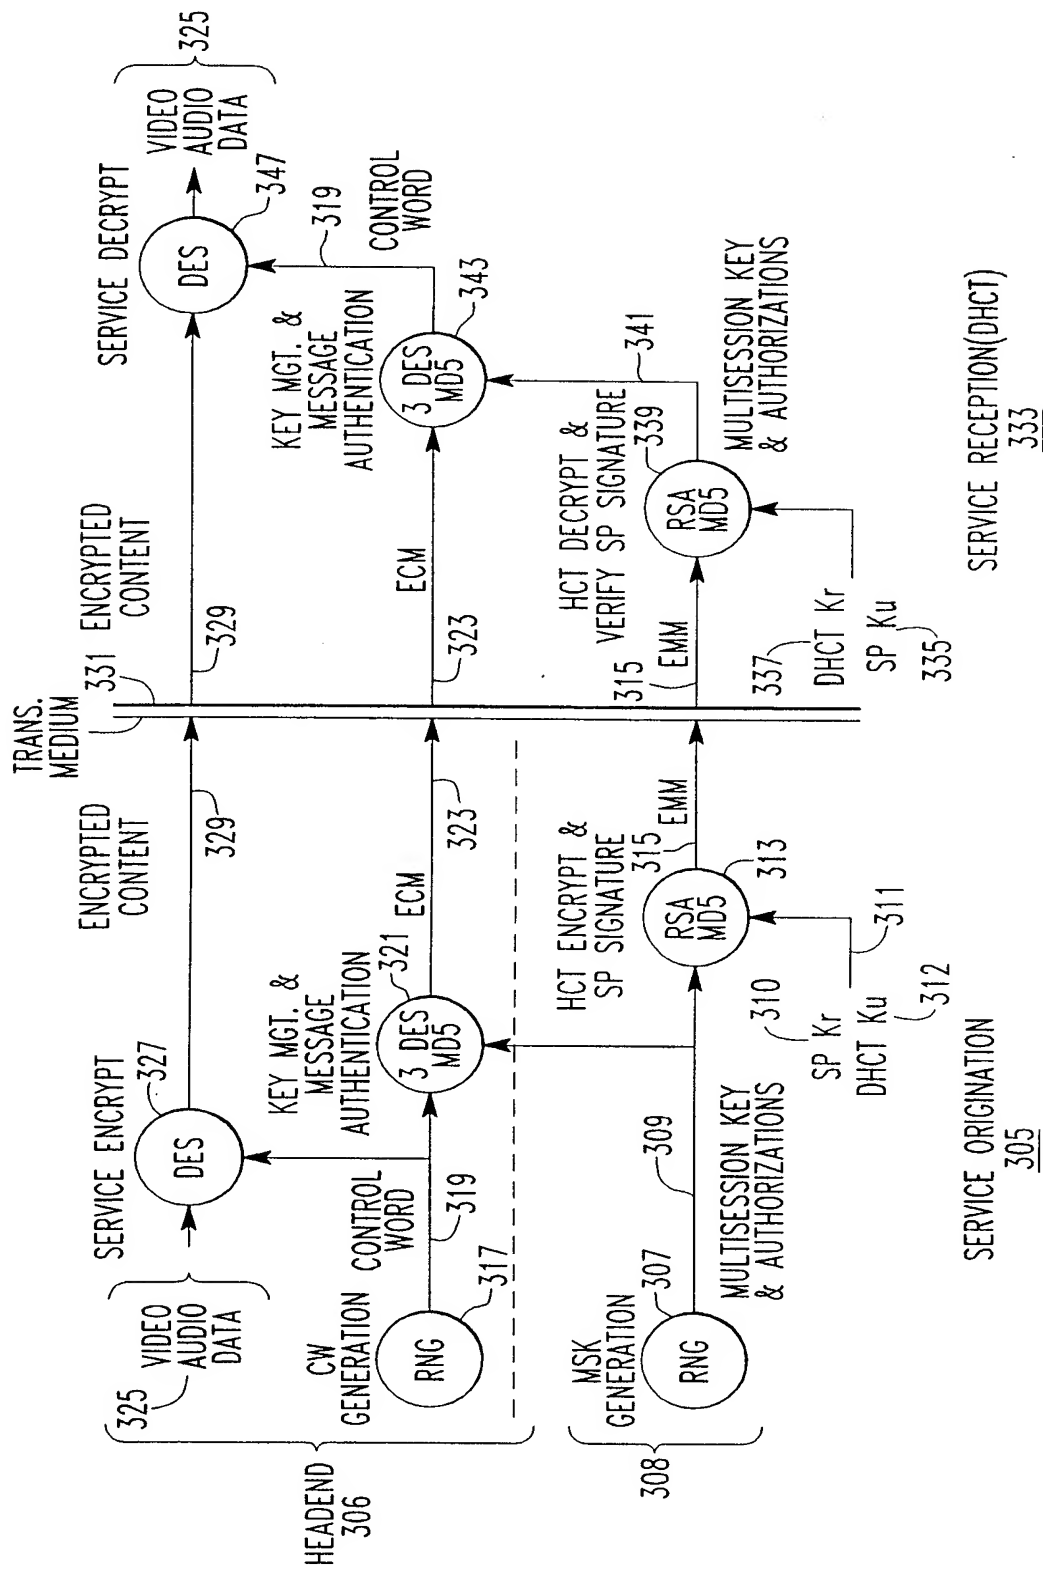 325
VIDEO
AUDIO
DATA
SERVICE ENCRYPT
327
DES
ENCRYPTED
CONTENT
329
TRANS.
MEDIUM
331
ENCRYPTED
CONTENT
329
SERVICE DECRYPT
DES
347
VIDEO
AUDIO
DATA
325
HEADEND
306
CW
GENERATION
RNG
317
CONTROL
WORD
319
KEY MGT. &
MESSAGE
AUTHENTICATION
321
3 DES
MD5
ECM
323
ECM
323
KEY MGT. &
MESSAGE
AUTHENTICATION
3 DES
MD5
343
319
CONTROL
WORD
308
MSK
GENERATION
307
RNG
309
MULTISESSION KEY
& AUTHORIZATIONS
HCT ENCRYPT &
SP SIGNATURE
RSA
MD5
313
315
EMM
310
SP Kr
DHCT Ku
312
311
315
EMM
HCT DECRYPT &
VERIFY SP SIGNATURE
339
RSA
MD5
341
MULTISESSION KEY
& AUTHORIZATIONS
337
DHCT Kr
SP Ku
335
SERVICE ORIGINATION
305
SERVICE RECEPTION(DHCT)
333